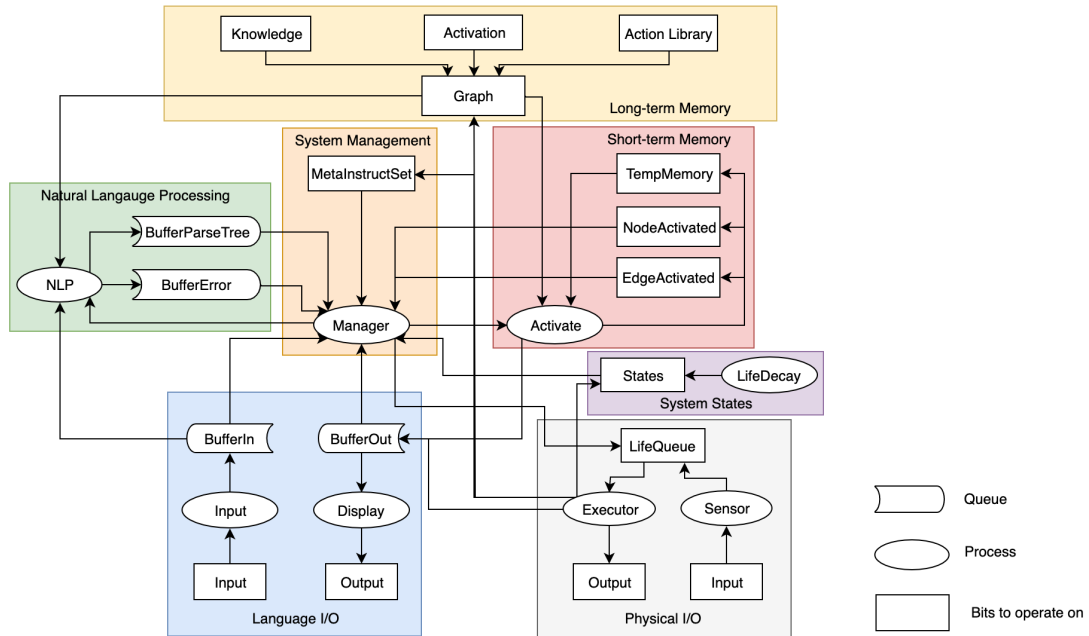 Knowledge
Activation
Action Library
Graph
Long-term Memory
System Management
MetaInstructSet
Short-term Memory
TempMemory
NodeActivated
EdgeActivated
Activate
Natural Langauge Processing
BufferParseTree
NLP
BufferError
Manager
States
LifeDecay
System States
BufferIn
BufferOut
Input
Display
Input
Output
Language I/O
LifeQueue
Executor
Sensor
Output
Input
Physical I/O
Queue
Process
Bits to operate on